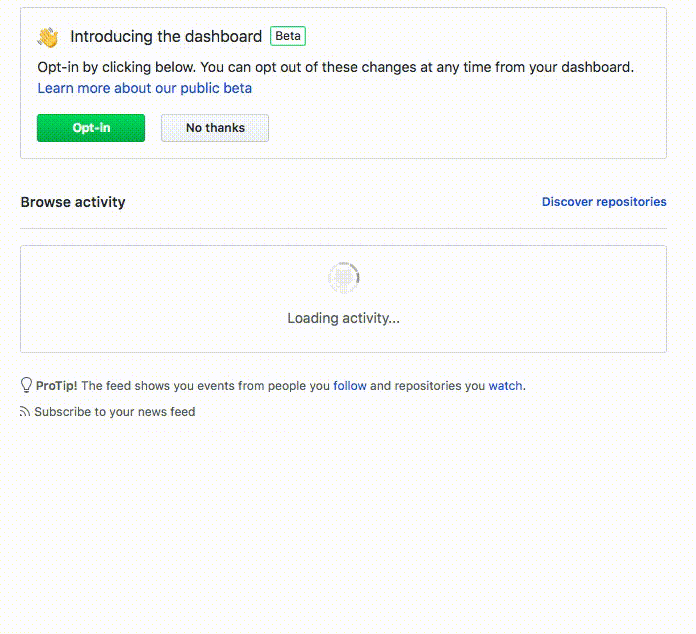 Introducing the dashboard Beta
Opt-in by clicking below. You can opt out of these changes at any time from your dashboard.
Learn more about our public beta
Opt-in No thanks
Browse activity Discover repositories
Loading activity...
ProTip! The feed shows you events from people you follow and repositories you watch.
Subscribe to your news feed